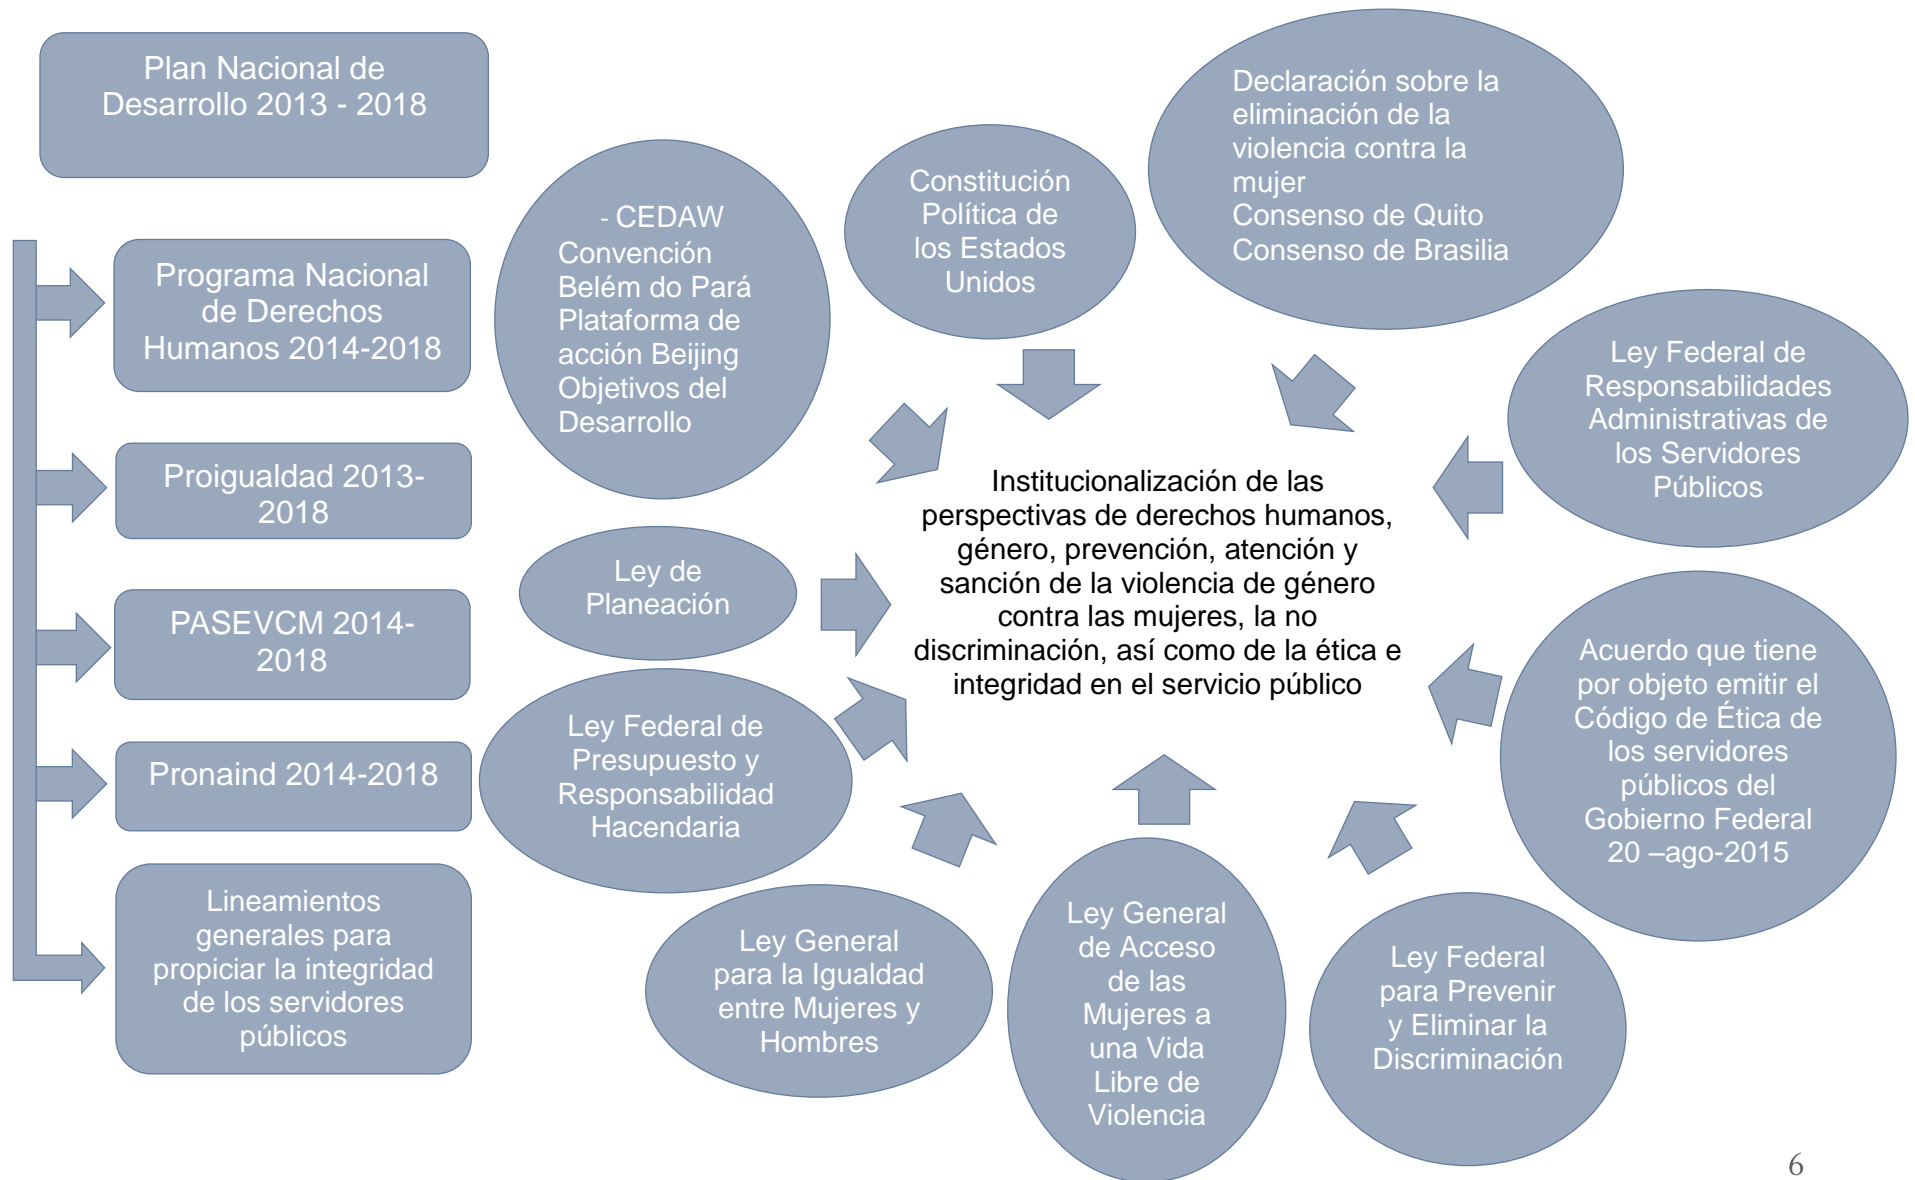 Plan Nacional de
Desarrollo 2013 - 2018
Programa Nacional
de Derechos
Humanos 2014-2018
Proigualdad 2013-
2018
PASEVCM 2014-
2018
Pronaind 2014-2018
Lineamientos
generales para
propiciar la integridad
de los servidores
públicos
- CEDAW
Convención
Belém do Pará
Plataforma de
acción Beijing
Objetivos del
Desarrollo
Constitución
Política de
los Estados
Unidos
Declaración sobre la
eliminación de la
violencia contra la
mujer
Consenso de Quito
Consenso de Brasilia
Ley Federal de
Responsabilidades
Administrativas de
los Servidores
Públicos
Institucionalización de las
perspectivas de derechos humanos,
género, prevención, atención y
sanción de la violencia de género
contra las mujeres, la no
discriminación, así como de la ética e
integridad en el servicio público
Ley de
Planeación
Ley Federal de
Presupuesto y
Responsabilidad
Hacendaria
Acuerdo que tiene
por objeto emitir el
Código de Ética de
los servidores
públicos del
Gobierno Federal
20 –ago-2015
Ley General
para la Igualdad
entre Mujeres y
Hombres
Ley General
de Acceso
de las
Mujeres a
una Vida
Libre de
Violencia
Ley Federal
para Prevenir
y Eliminar la
Discriminación
6